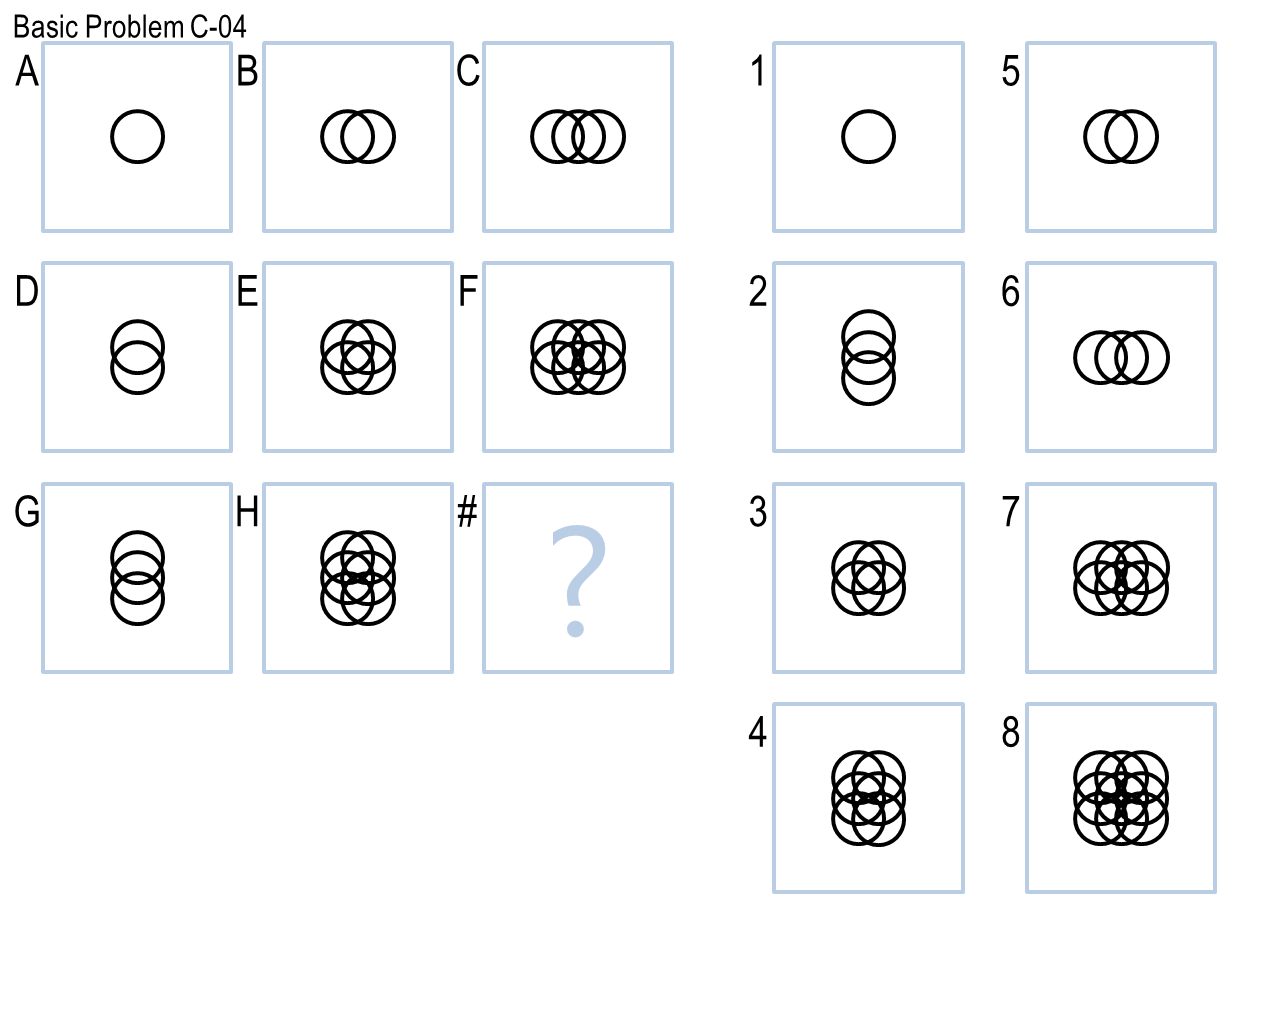 Basic Problem C-04
A B C 1 5
D E F 2 6
G H # ? 3 7
4 8